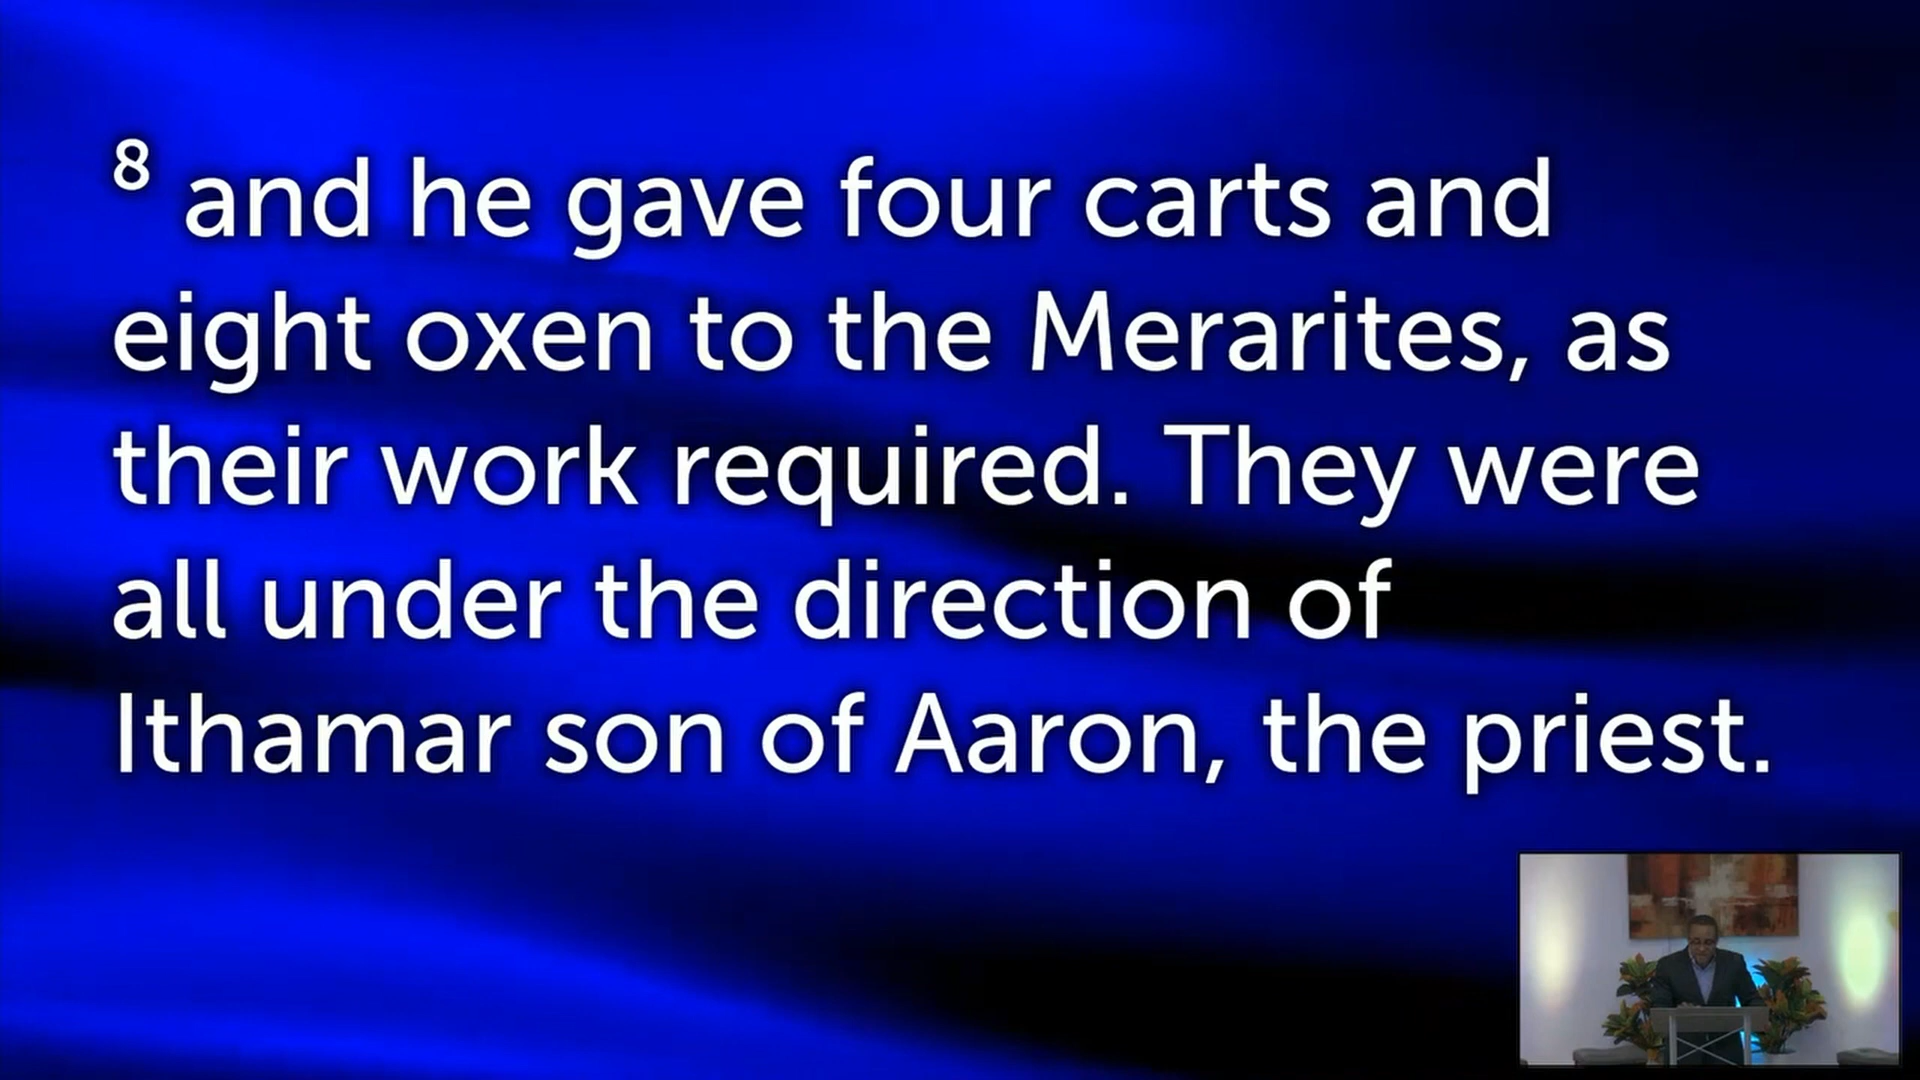 8 and he gave four carts and
eight oxen to the Merarites, as
their work required. They were
all under the direction of
Ithamar son of Aaron, the priest.